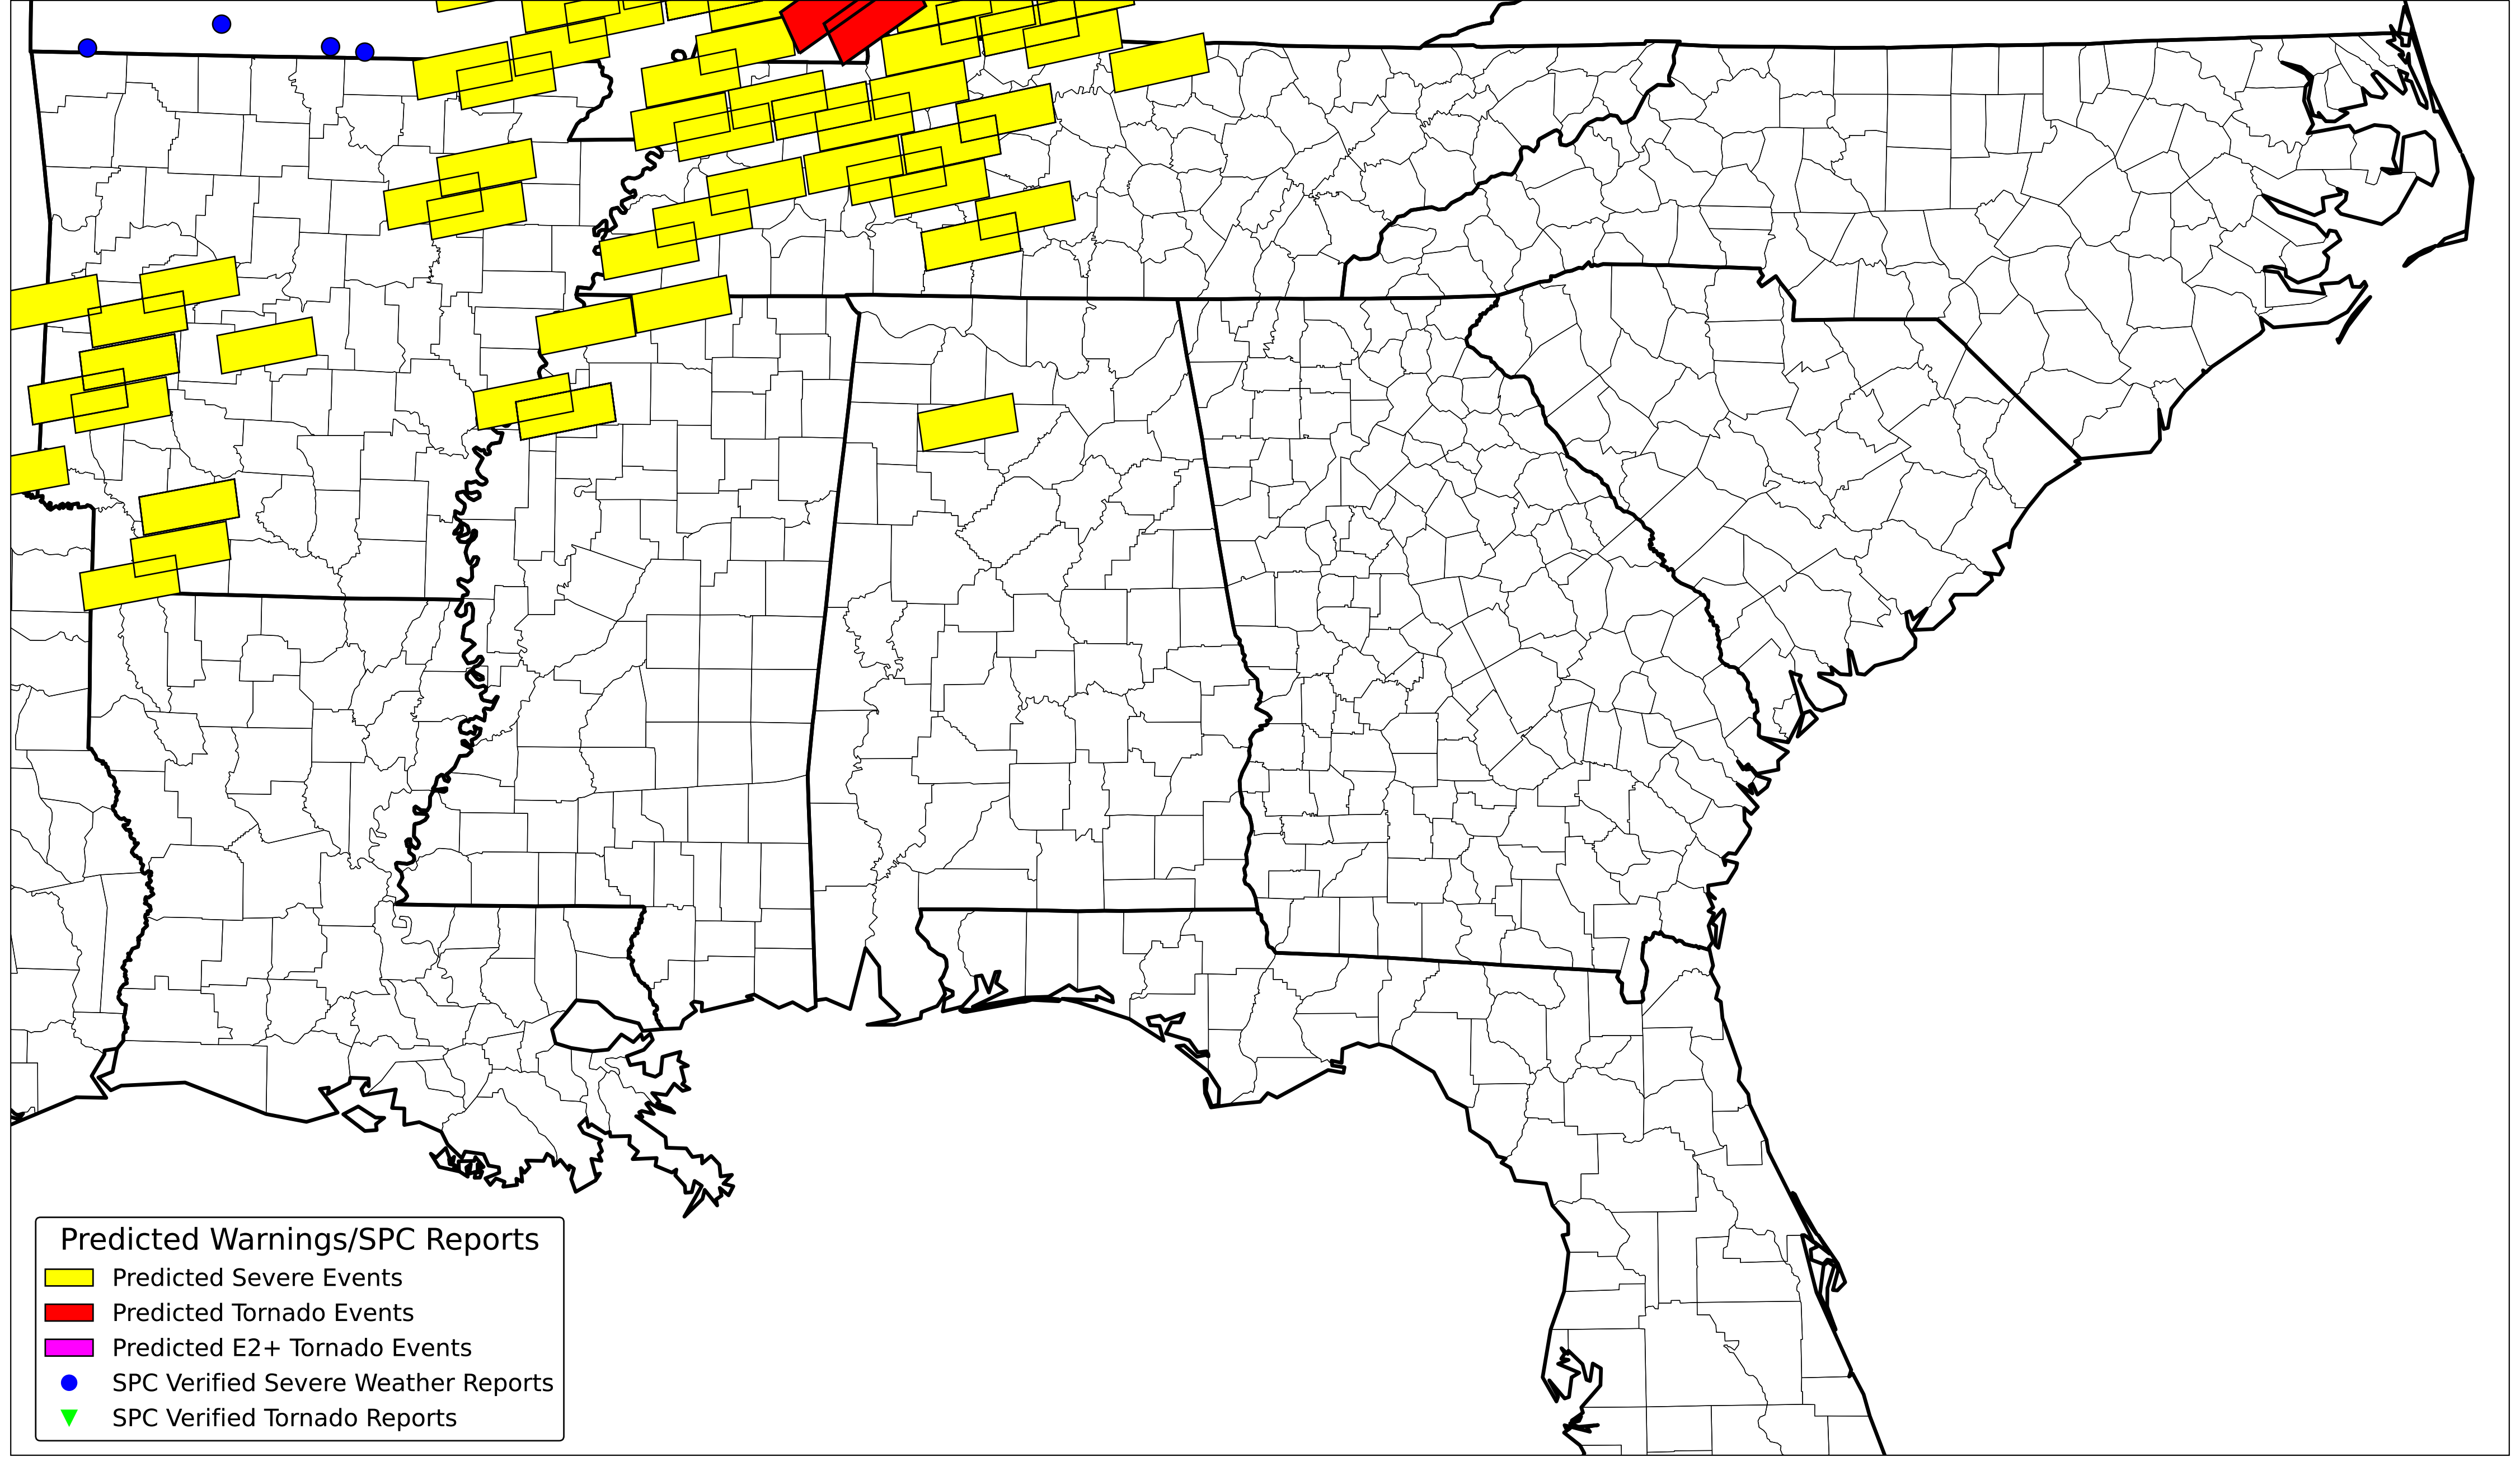 Predicted Warnings/SPC Reports
Predicted Severe Events
Predicted Tornado Events
Predicted E2+ Tornado Events
SPC Verified Severe Weather Reports
SPC Verified Tornado Reports